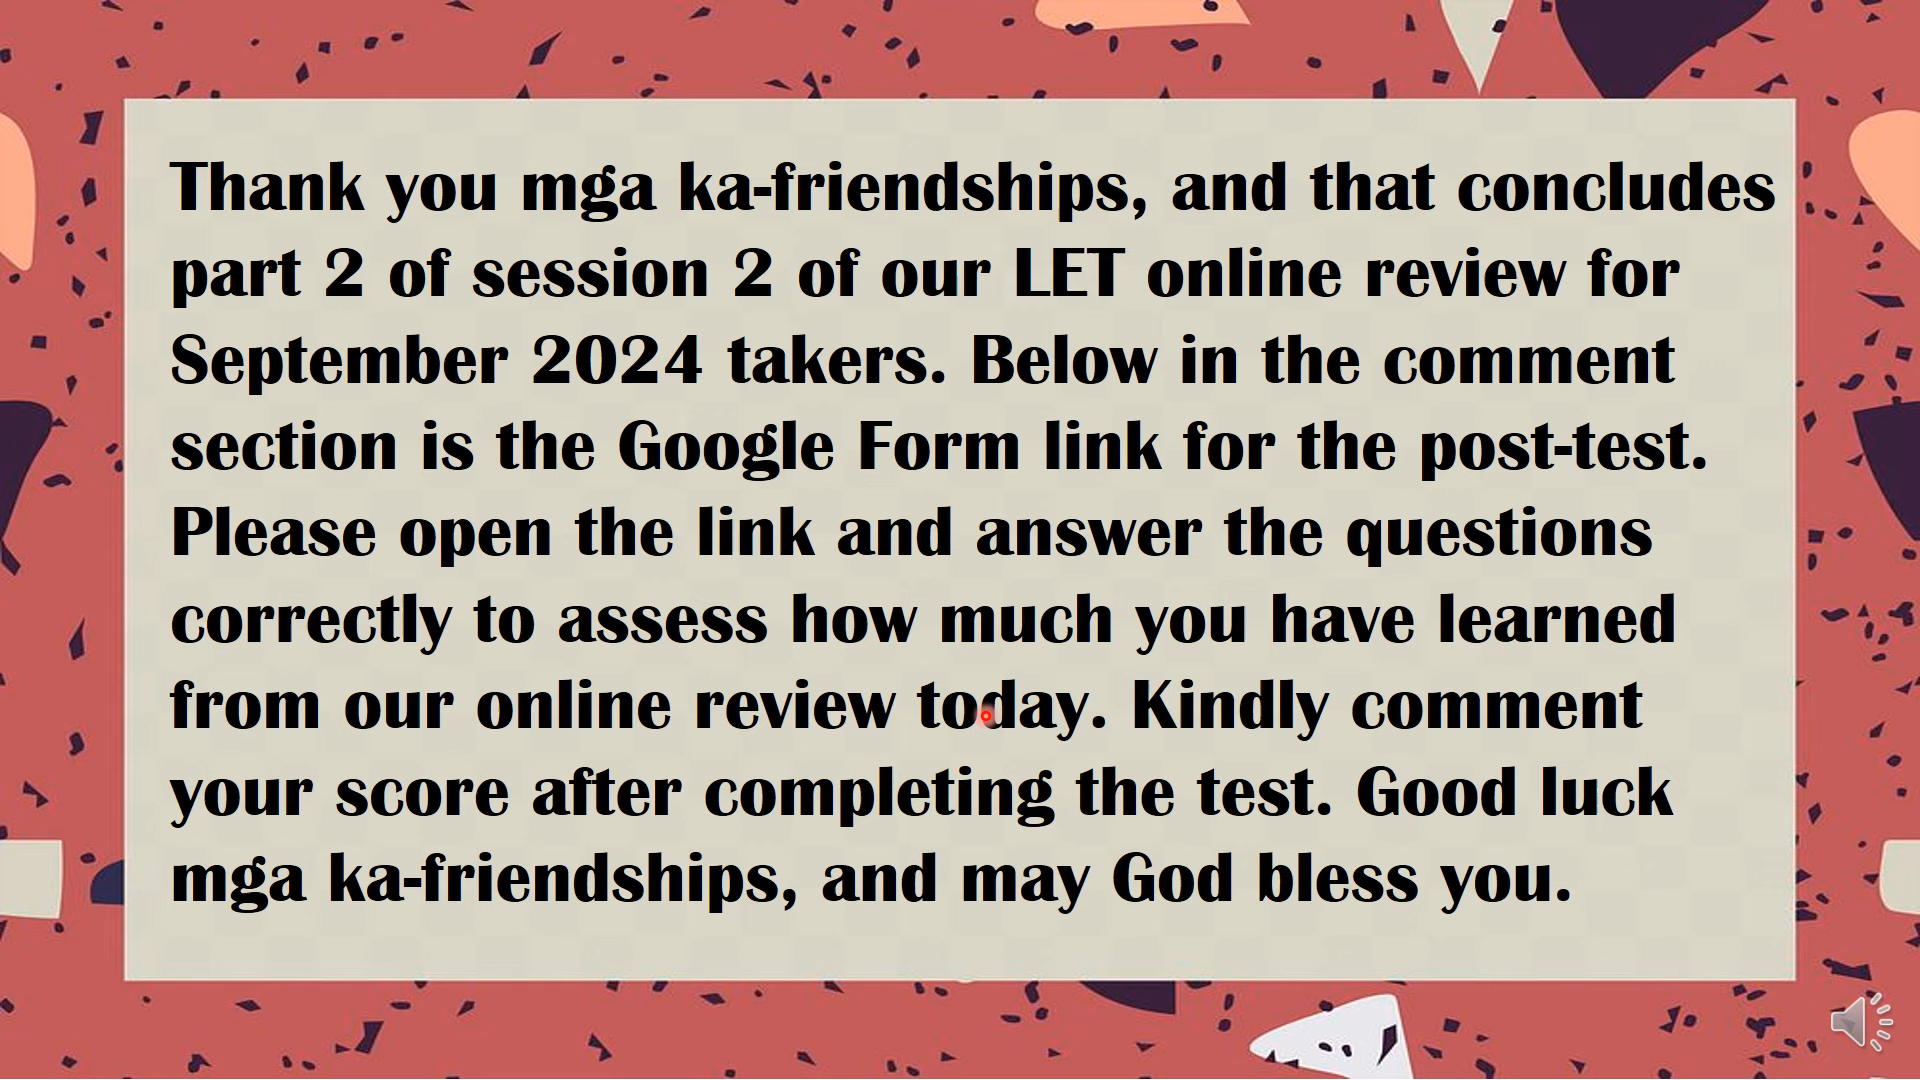 Thank you mga ka-friendships, and that concludes
part 2 of session 2 of our LET online review for
September 2024 takers. Below in the comment
section is the Google Form link for the post-test.
Please open the link and answer the questions
correctly to assess how much you have learned
from our online review today. Kindly comment
your score after completing the test. Good luck
mga ka-friendships, and may God bless you.